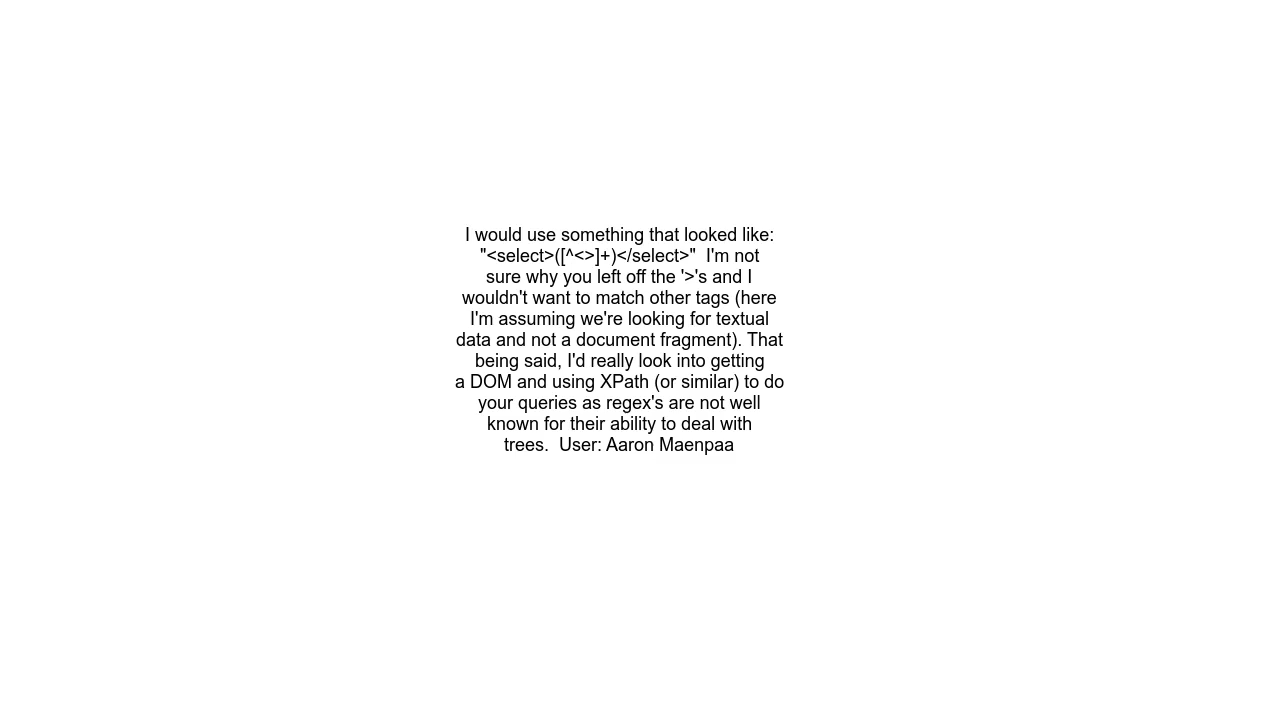 I would use something that looked like:
"<select>([^<>]+)</select>"  I'm not
sure why you left off the '>'s and I
wouldn't want to match other tags (here
I'm assuming we're looking for textual
data and not a document fragment). That
being said, I'd really look into getting
a DOM and using XPath (or similar) to do
your queries as regex's are not well
known for their ability to deal with
trees.  User: Aaron Maenpaa